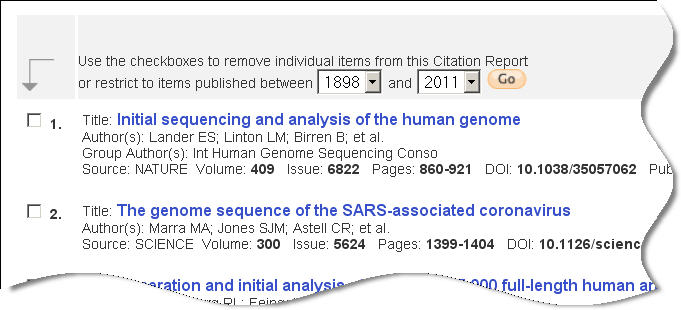 Use the checkboxes to remove individual items from this Citation Report
or restrict to items published between 1898 and 2011 Go
1. Title: Initial sequencing and analysis of the human genome
Author(s): Lander ES; Linton LM; Birren B; et al.
Group Author(s): Int Human Genome Sequencing Conso
Source: NATURE Volume: 409 Issue: 6822 Pages: 860-921 DOI: 10.1038/35057062 Pub
2. Title: The genome sequence of the SARS-associated coronavirus
Author(s): Marra MA; Jones SJM; Astell CR; et al.
Source: SCIENCE Volume: 300 Issue: 5624 Pages: 1399-1404 DOI: 10.1126/scienc
and initial analysis 000 full-length human an